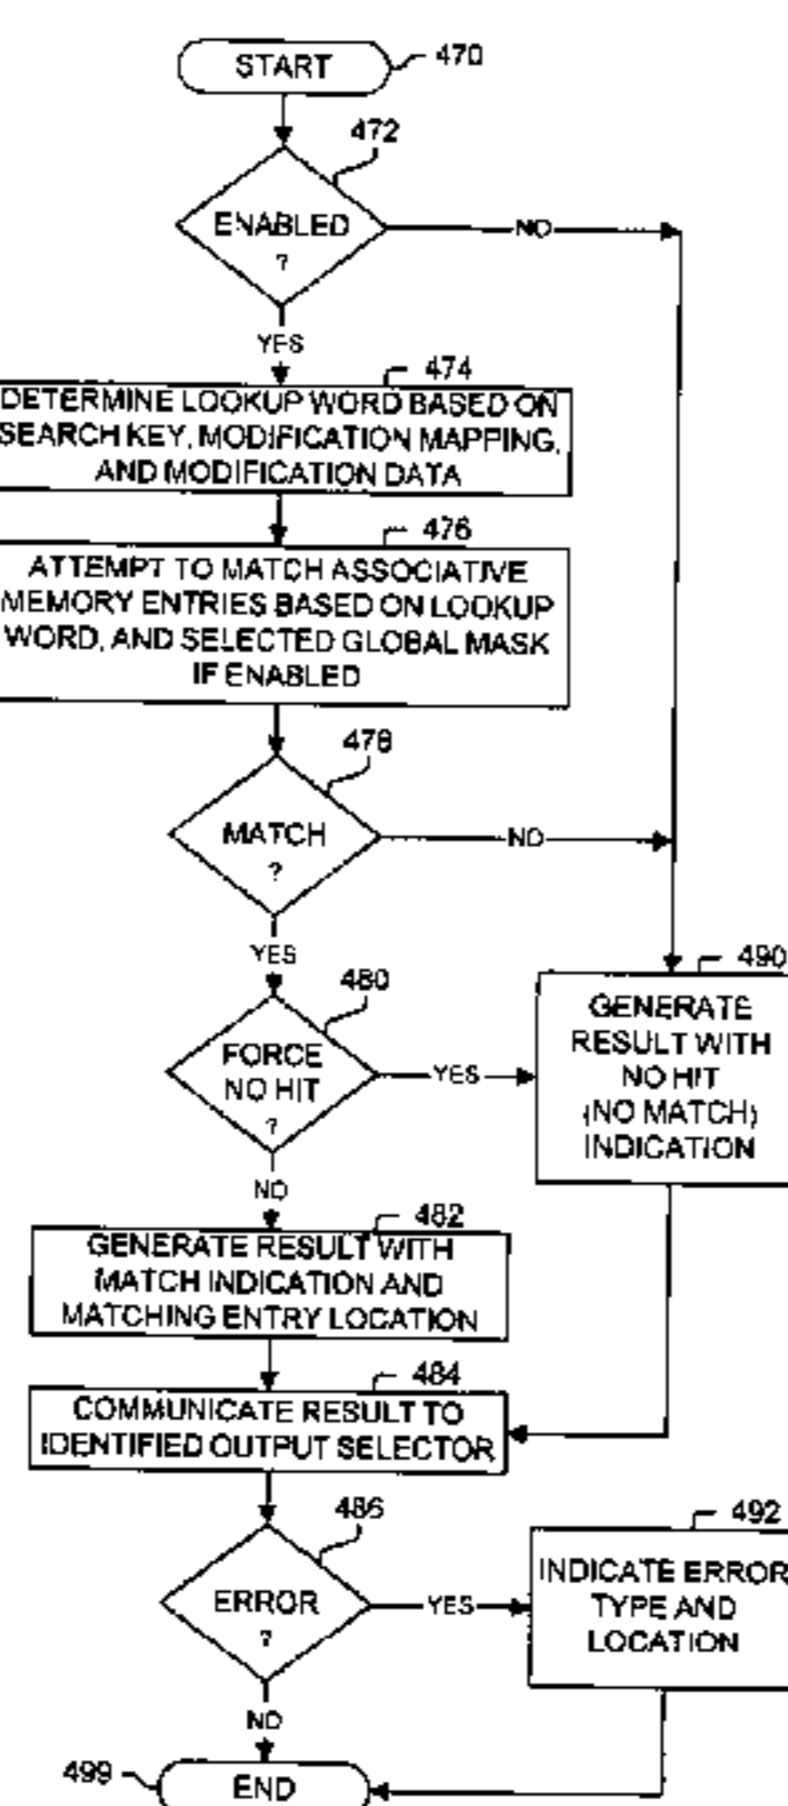 START
470
472
ENABLED
?
NO
YES
474
DETERMINE LOOKUP WORD BASED ON
SEARCH KEY, MODIFICATION MAPPING,
AND MODIFICATION DATA
476
ATTEMPT TO MATCH ASSOCIATIVE
MEMORY ENTRIES BASED ON LOOKUP
WORD, AND SELECTED GLOBAL MASK
IF ENABLED
478
MATCH
?
NO
YES
480
FORCE
NO HIT
?
YES
490
GENERATE
RESULT WITH
NO HIT
(NO MATCH)
INDICATION
NO
482
GENERATE RESULT WITH
MATCH INDICATION AND
MATCHING ENTRY LOCATION
484
COMMUNICATE RESULT TO
IDENTIFIED OUTPUT SELECTOR
486
ERROR
?
YES
492
INDICATE ERROR
TYPE AND
LOCATION
NO
499
END